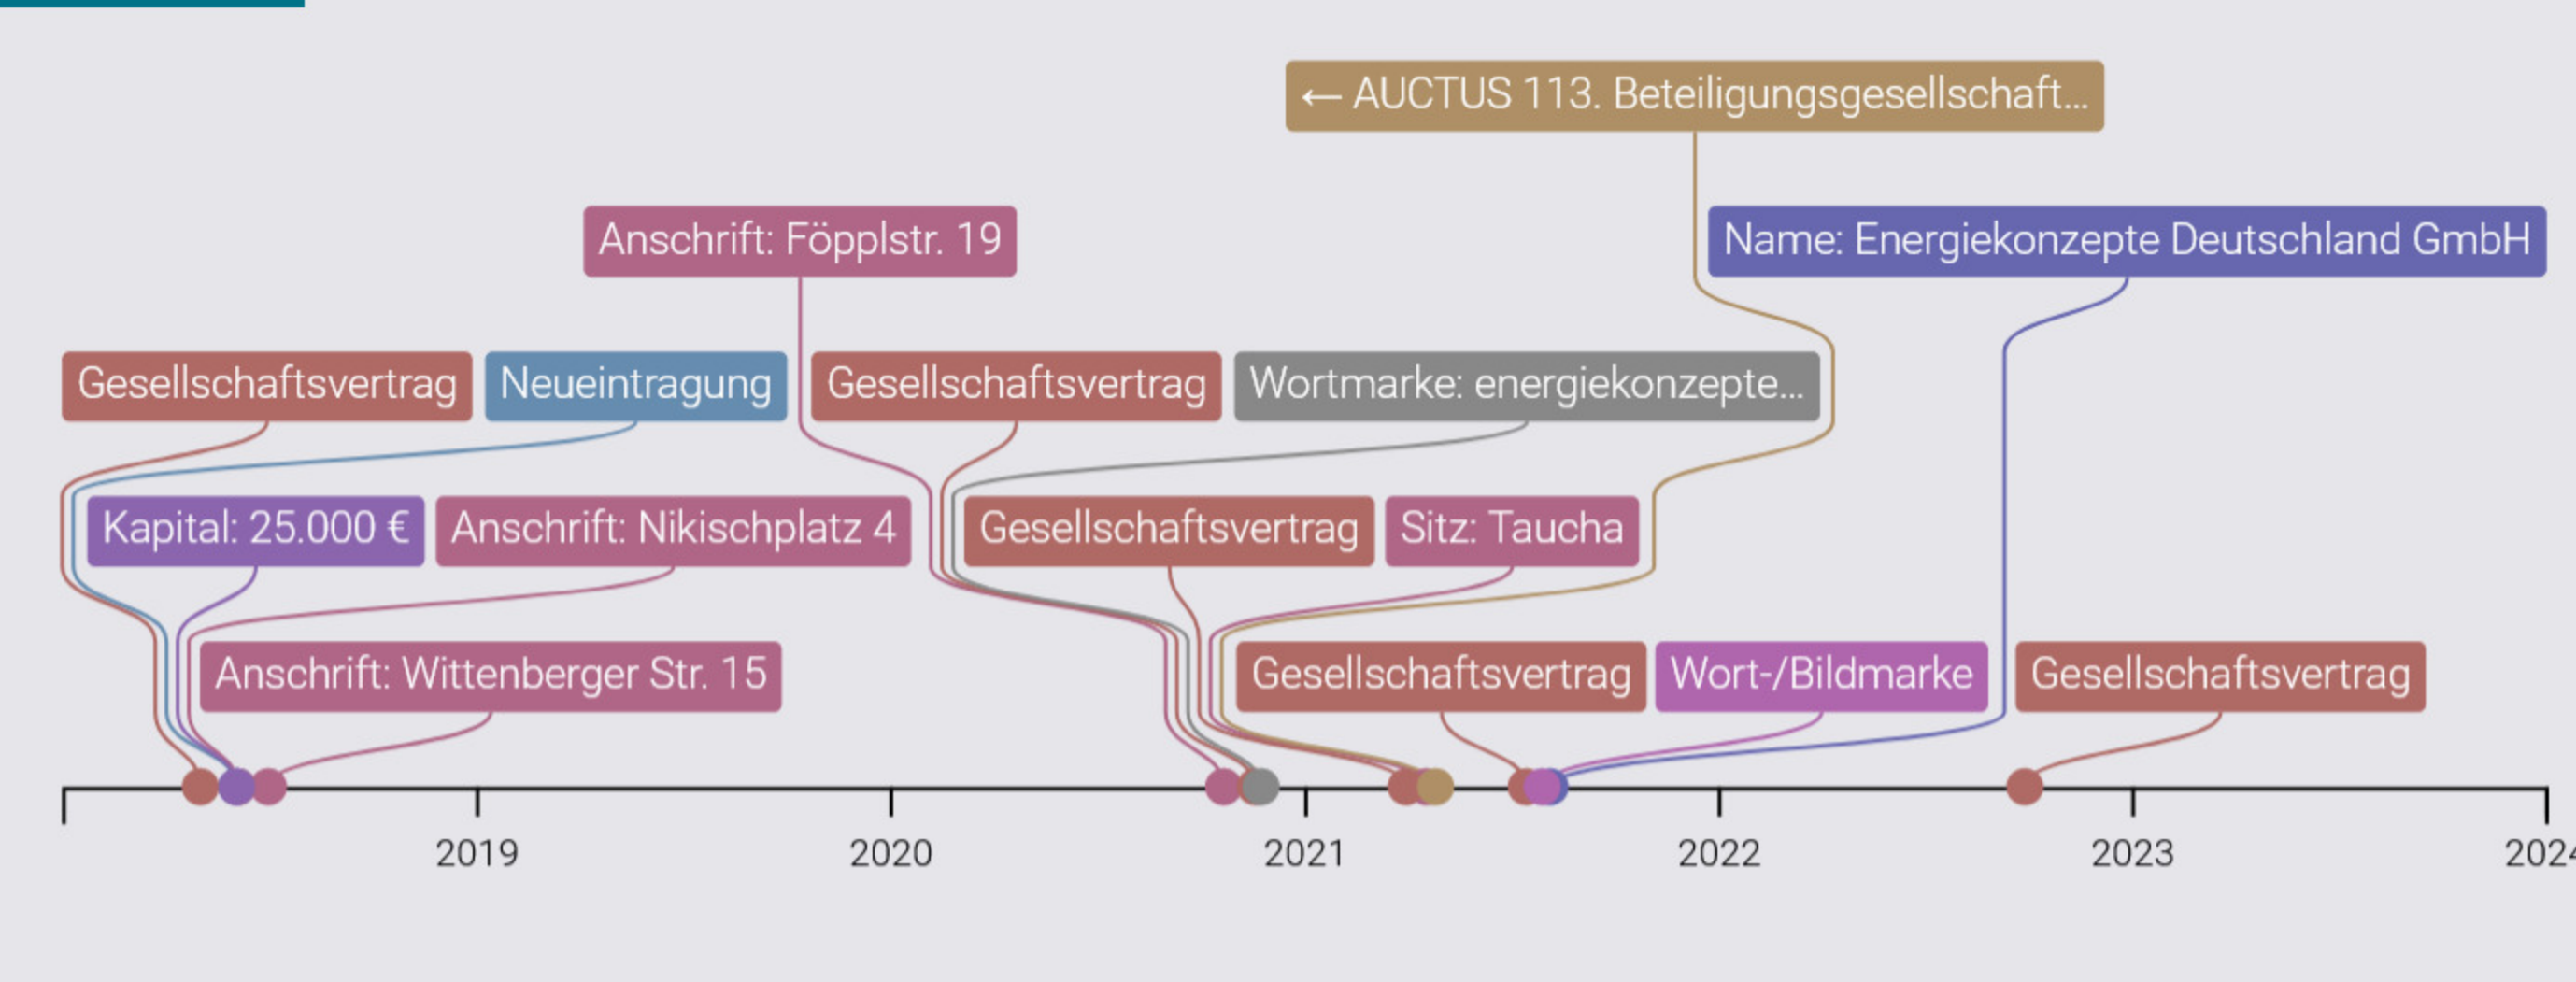 ← AUCTUS 113. Beteiligungsgesellschaft...
Anschrift: Föpplstr. 19
Name: Energiekonzepte Deutschland GmbH
Gesellschaftsvertrag
Neueintragung
Gesellschaftsvertrag
Wortmarke: energiekonzepte...
Kapital: 25.000 €
Anschrift: Nikischplatz 4
Gesellschaftsvertrag
Sitz: Taucha
Anschrift: Wittenberger Str. 15
Gesellschaftsvertrag
Wort-/Bildmarke
Gesellschaftsvertrag
2019
2020
2021
2022
2023
2024